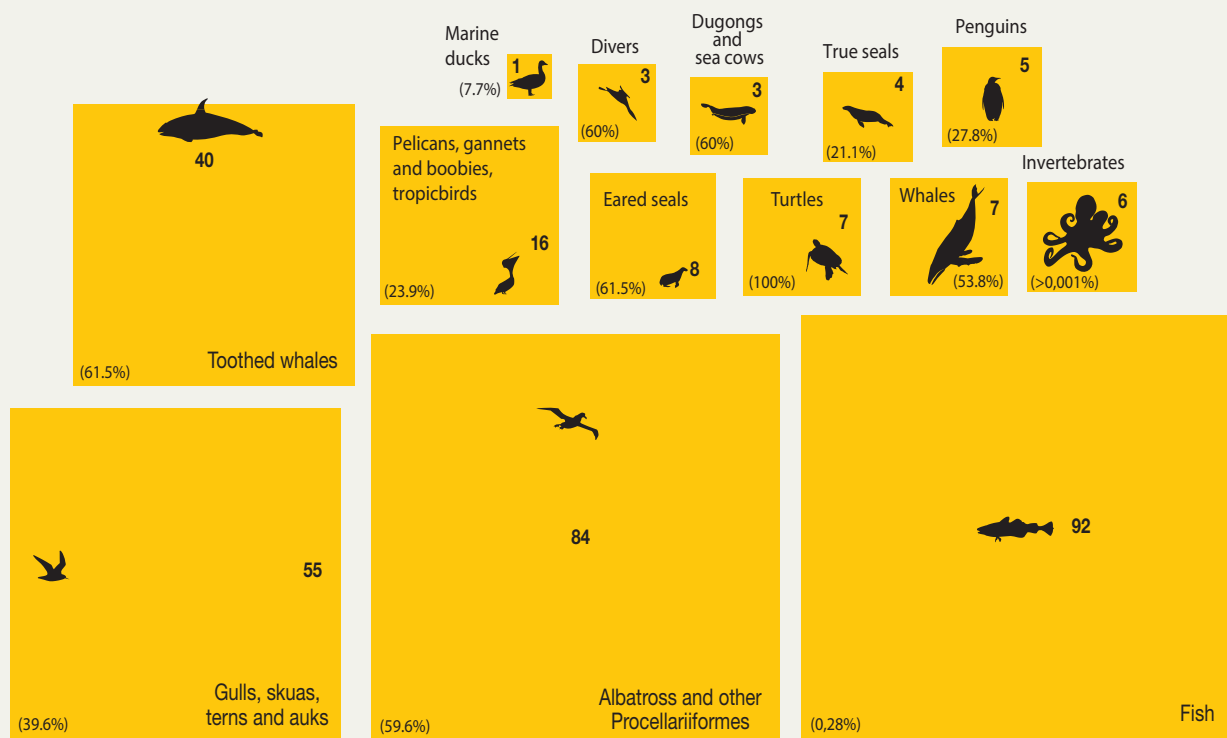 Marine
ducks
1
(7.7%)
Divers
3
(60%)
Dugongs
and
sea cows
3
(60%)
True seals
4
(21.1%)
Penguins
5
(27.8%)
40
Toothed whales
(61.5%)
Pelicans, gannets
and boobies,
tropicbirds
16
(23.9%)
Eared seals
8
(61.5%)
Turtles
7
(100%)
Whales
7
(53.8%)
Invertebrates
6
(>0,001%)
55
Gulls, skuas,
terns and auks
(39.6%)
84
Albatross and other
Procellariiformes
(59.6%)
92
Fish
(0,28%)